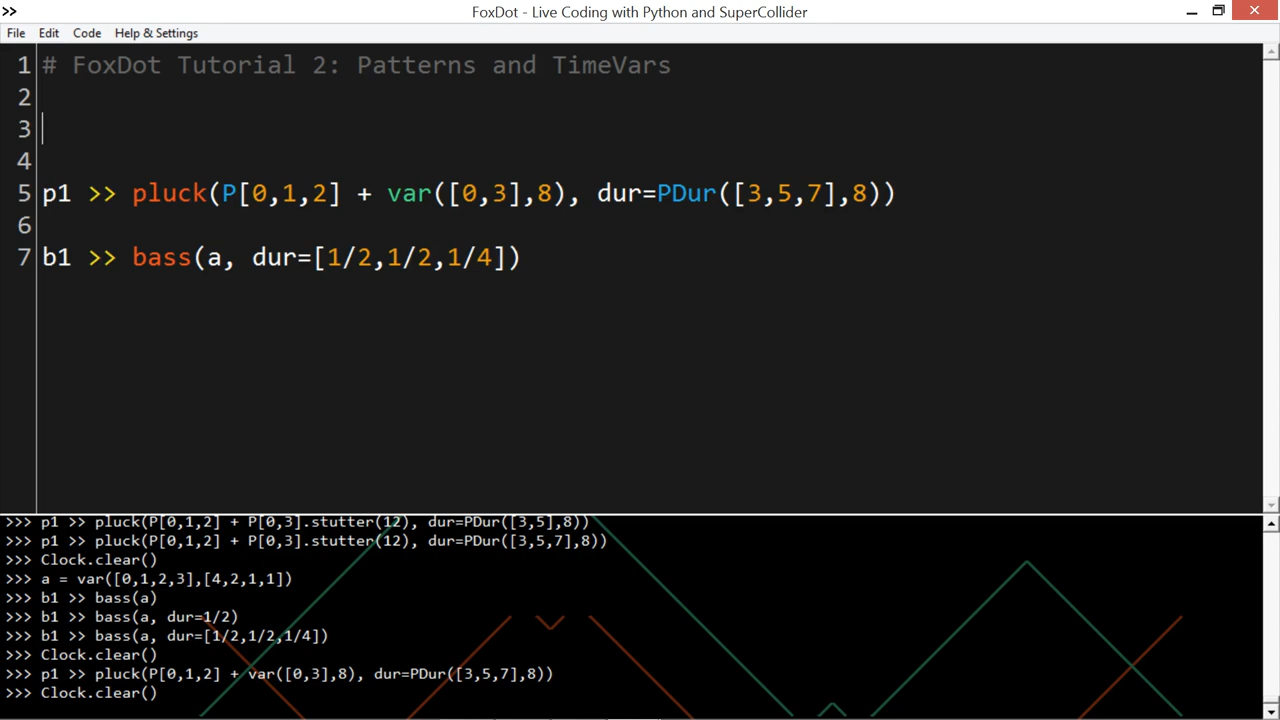 FoxDot - Live Coding with Python and SuperCollider
File Edit Code Help & Settings
1 # FoxDot Tutorial 2: Patterns and TimeVars
2
3
4
5 p1 >> pluck(P[0,1,2] + var([0,3],8), dur=PDur([3,5,7],8))
6
7 b1 >> bass(a, dur=[1/2,1/2,1/4])
>>> p1 >> pluck(P[0,1,2] + P[0,3].stutter(12), dur=PDur([3,5],8))
>>> p1 >> pluck(P[0,1,2] + P[0,3].stutter(12), dur=PDur([3,5,7],8))
>>> Clock.clear()
>>> a = var([0,1,2,3],[4,2,1,1])
>>> b1 >> bass(a)
>>> b1 >> bass(a, dur=1/2)
>>> b1 >> bass(a, dur=[1/2,1/2,1/4])
>>> Clock.clear()
>>> p1 >> pluck(P[0,1,2] + var([0,3],8), dur=PDur([3,5,7],8))
>>> Clock.clear()